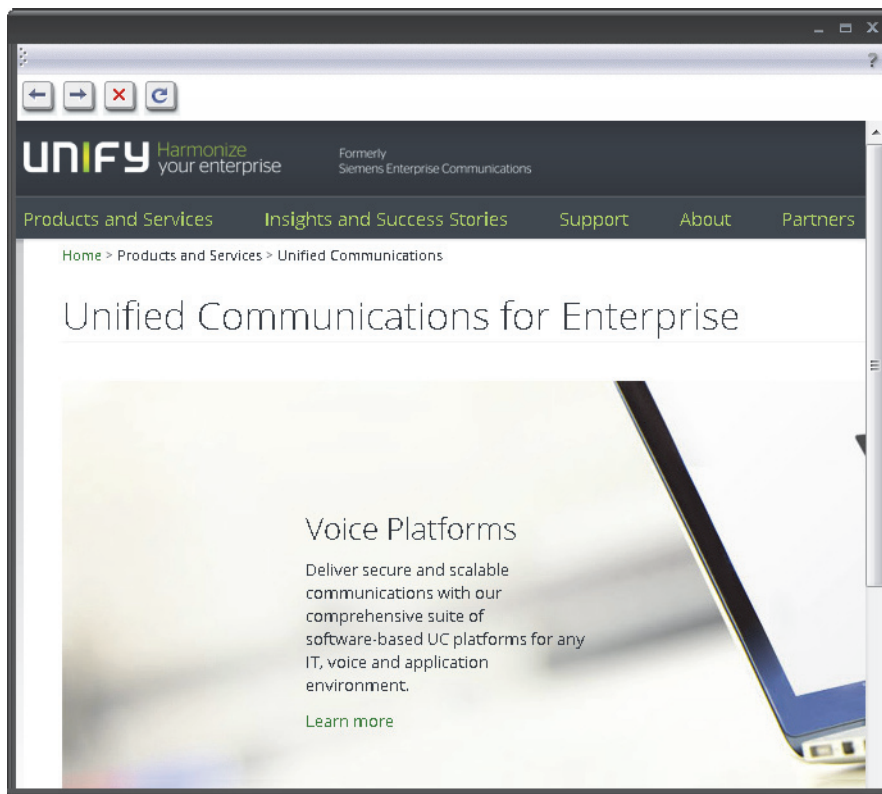 ?
UNIFY Harmonize
your enterprise
Formerly
Siemens Enterprise Communications
Products and Services Insights and Success Stories Support About Partners
Home > Products and Services > Unified Communications
Unified Communications for Enterprise
Voice Platforms
Deliver secure and scalable
communications with our
comprehensive suite of
software-based UC platforms for any
IT, voice and application
environment.
Learn more